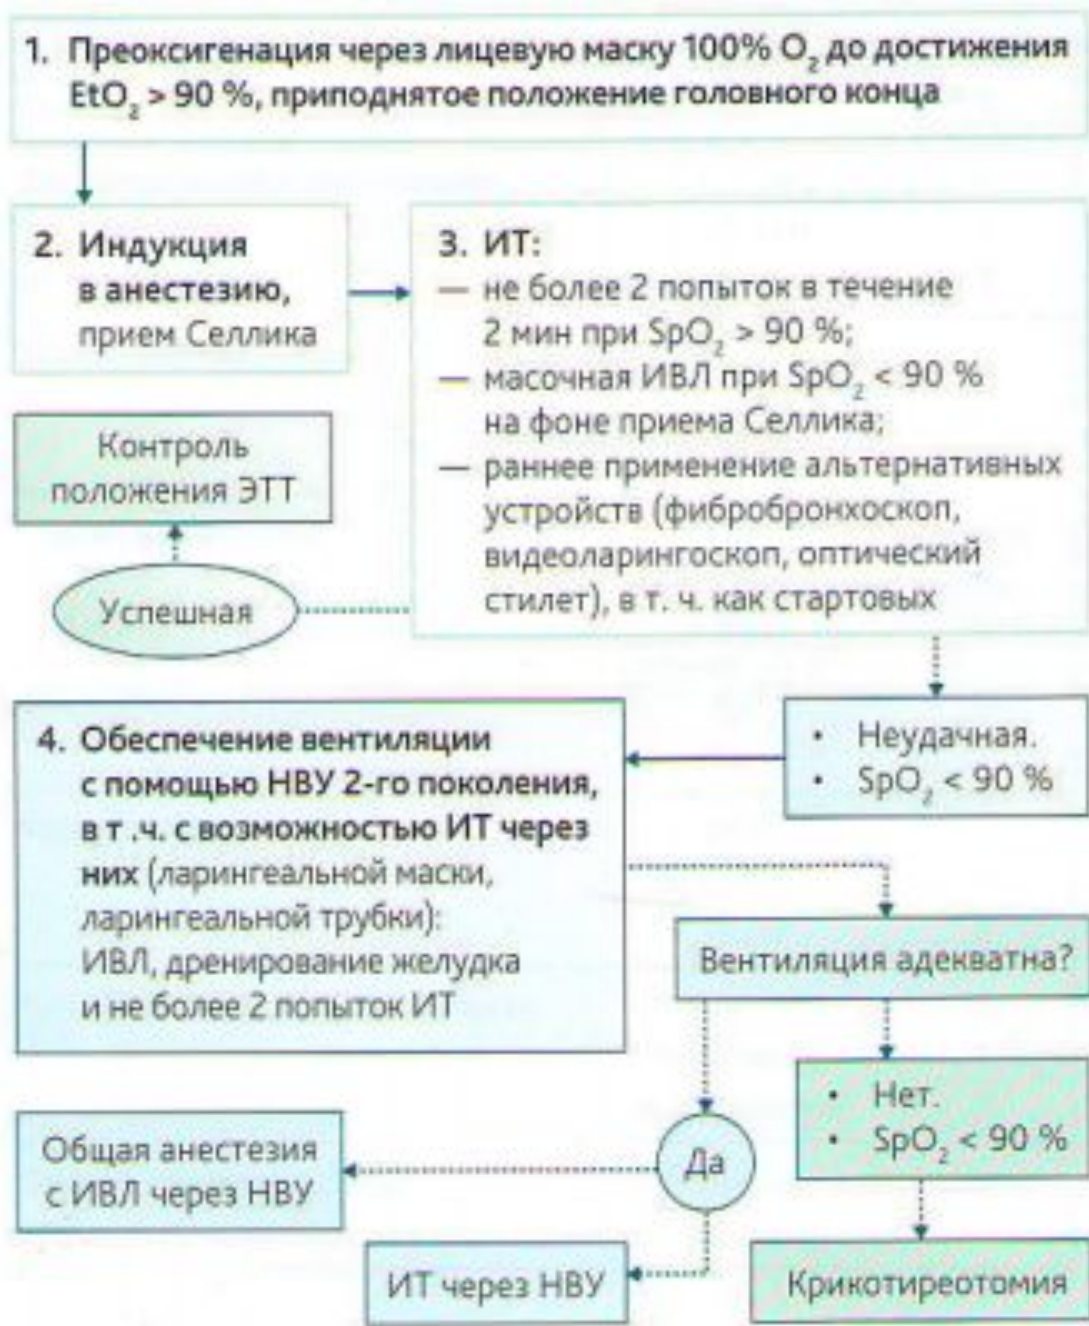 1. Преоксигенация через лицевую маску 100% O₂ до достижения
EtO₂ > 90 %, приподнятое положение головного конца
2. Индукция
в анестезию,
прием Селлика
3. ИТ:
— не более 2 попыток в течение
2 мин при SpO₂ > 90 %;
— масочная ИВЛ при SpO₂ < 90 %
на фоне приема Селлика;
— раннее применение альтернативных
устройств (фибробронхоскоп,
видеоларингоскоп, оптический
стилет), в т. ч. как стартовых
Контроль
положения ЭТТ
Успешная
• Неудачная.
• SpO₂ < 90 %
4. Обеспечение вентиляции
с помощью НВУ 2-го поколения,
в т .ч. с возможностью ИТ через
них (ларингеальной маски,
ларингеальной трубки):
ИВЛ, дренирование желудка
и не более 2 попыток ИТ
Вентиляция адекватна?
• Нет.
• SpO₂ < 90 %
Да
Общая анестезия
с ИВЛ через НВУ
ИТ через НВУ
Крикотиреотомия